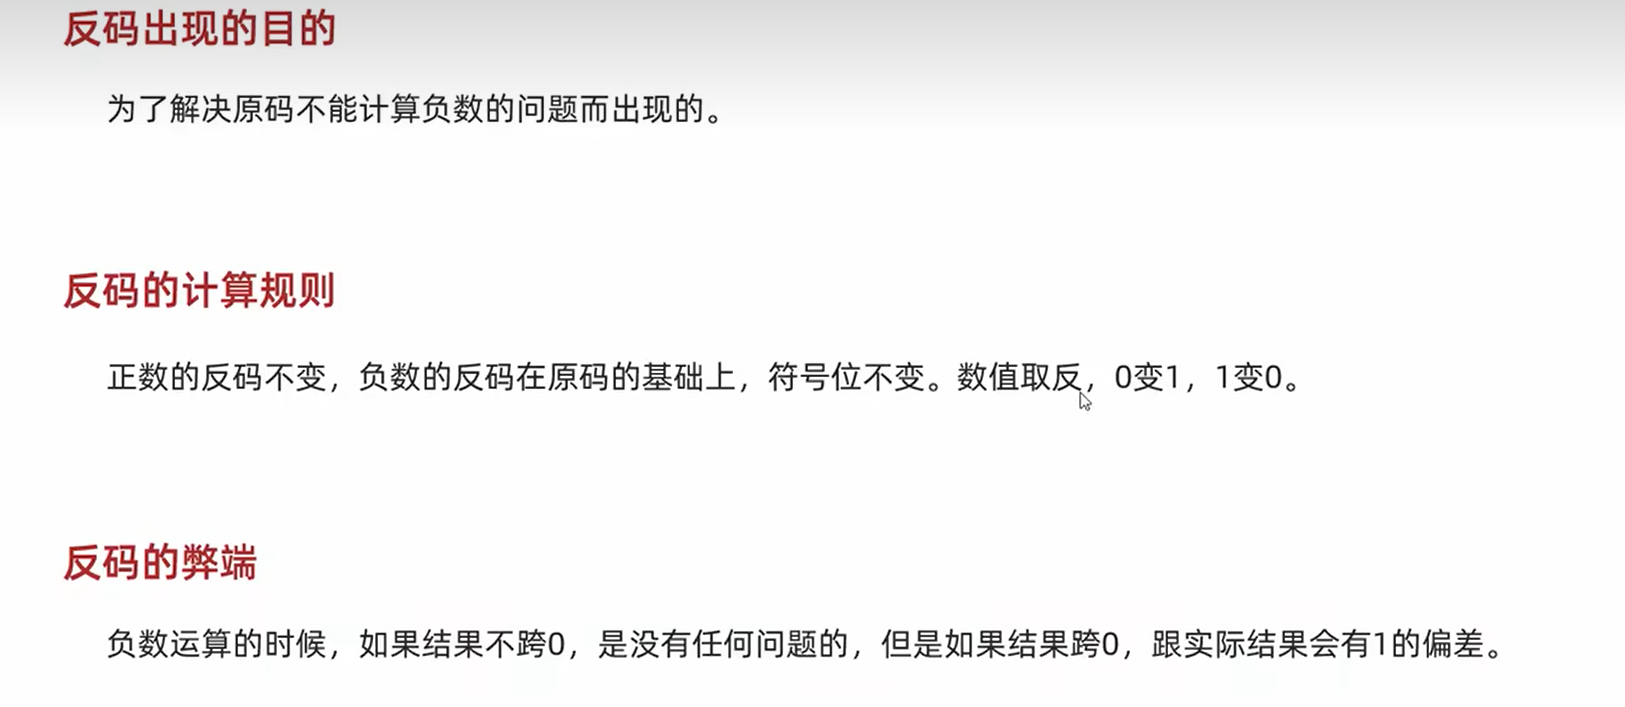 反码出现的目的
为了解决原码不能计算负数的问题而出现的。
反码的计算规则
正数的反码不变，负数的反码在原码的基础上，符号位不变。数值取反，0变1，1变0。
反码的弊端
负数运算的时候，如果结果不跨0，是没有任何问题的，但是如果结果跨0，跟实际结果会有1的偏差。